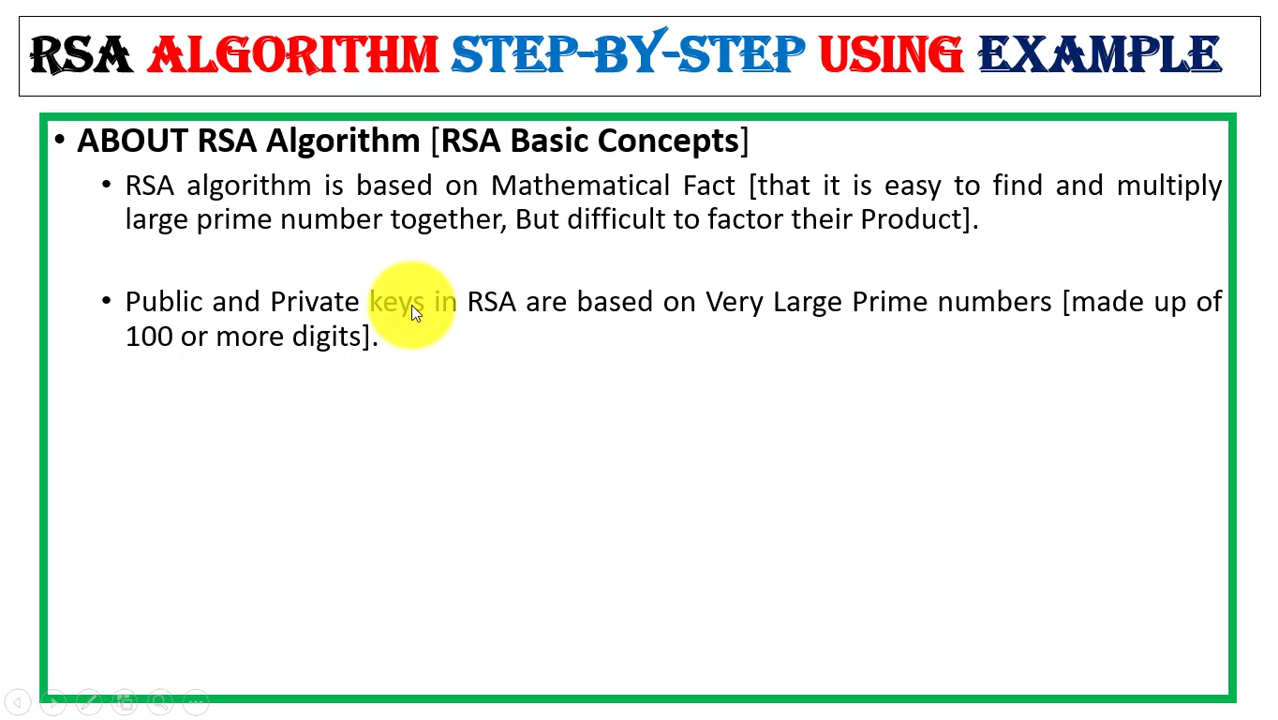 RSA ALGORITHM STEP-BY-STEP USING EXAMPLE
• ABOUT RSA Algorithm [RSA Basic Concepts]
• RSA algorithm is based on Mathematical Fact [that it is easy to find and multiply
large prime number together, But difficult to factor their Product].
• Public and Private keys in RSA are based on Very Large Prime numbers [made up of
100 or more digits].